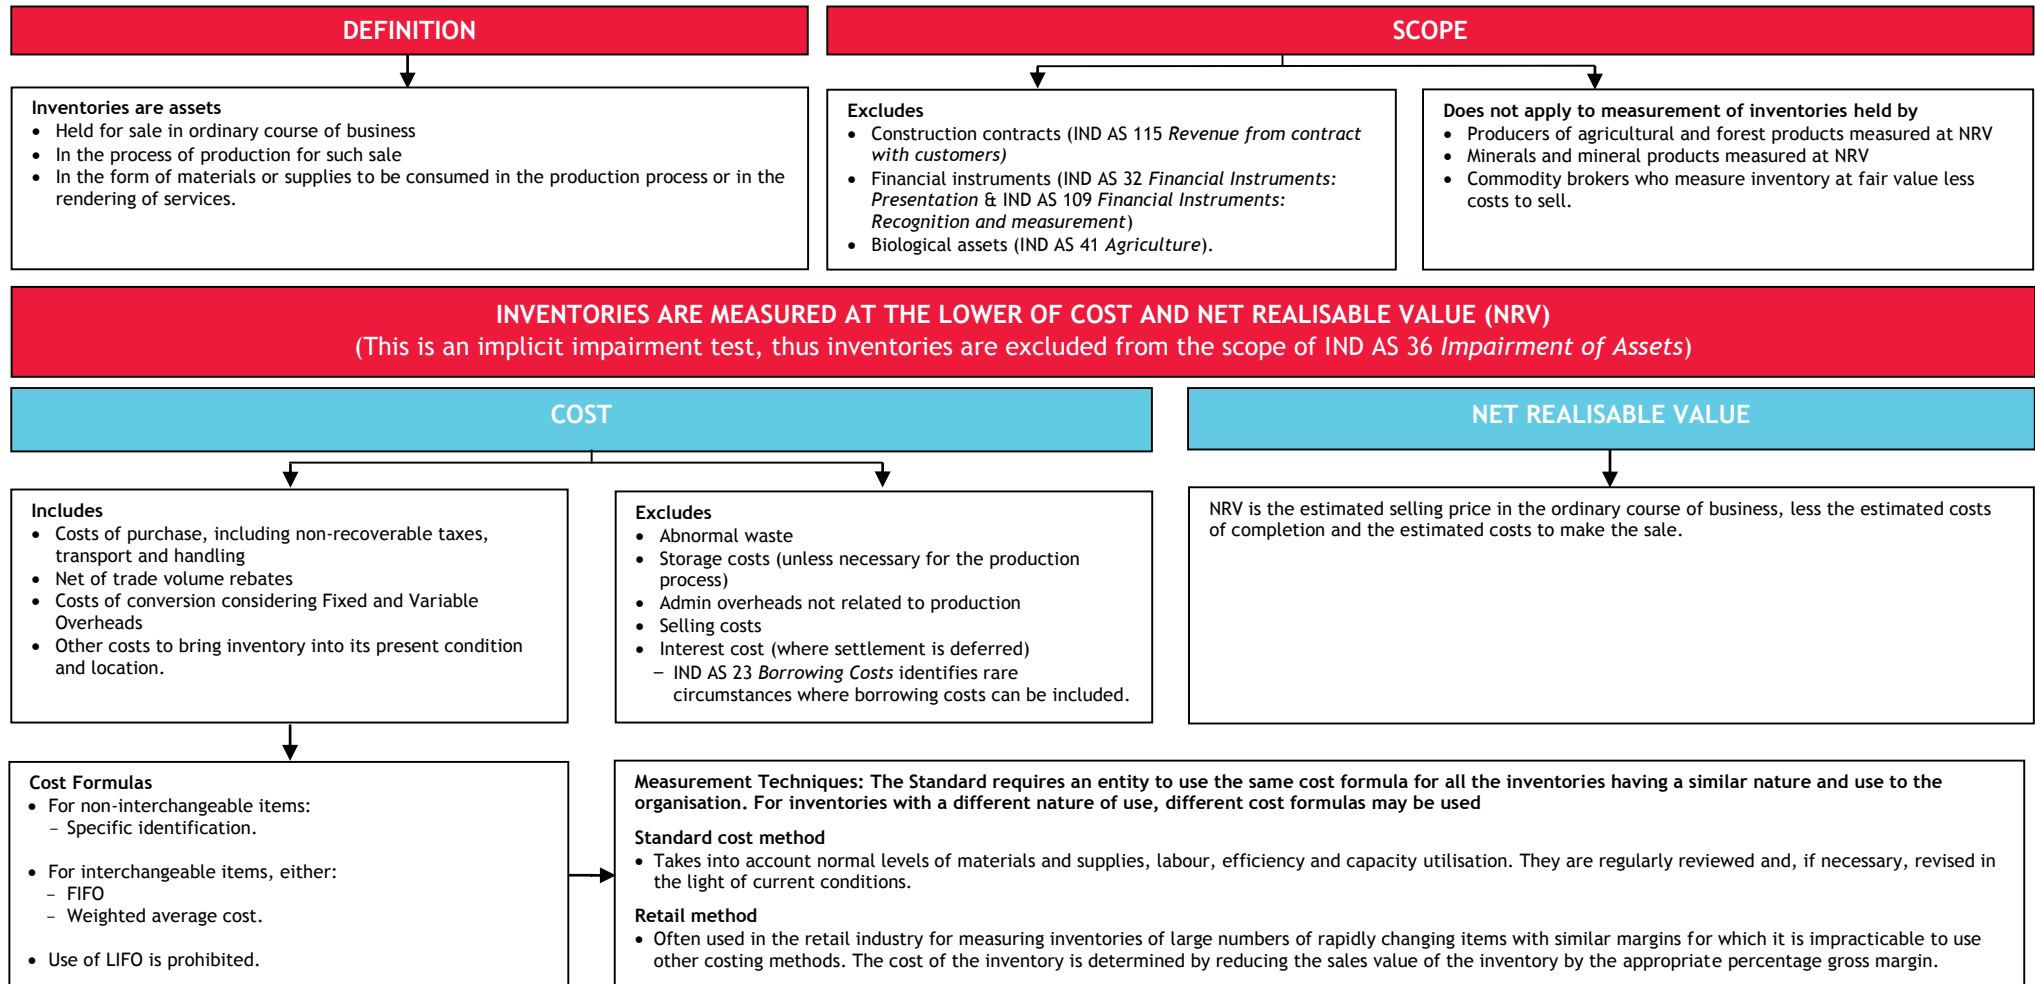 DEFINITION
Inventories are assets
• Held for sale in ordinary course of business
• In the process of production for such sale
• In the form of materials or supplies to be consumed in the production process or in the
rendering of services.
SCOPE
Excludes
• Construction contracts (IND AS 115 Revenue from contract
with customers)
• Financial instruments (IND AS 32 Financial Instruments:
Presentation & IND AS 109 Financial Instruments:
Recognition and measurement)
• Biological assets (IND AS 41 Agriculture).
Does not apply to measurement of inventories held by
• Producers of agricultural and forest products measured at NRV
• Minerals and mineral products measured at NRV
• Commodity brokers who measure inventory at fair value less
costs to sell.
INVENTORIES ARE MEASURED AT THE LOWER OF COST AND NET REALISABLE VALUE (NRV)
(This is an implicit impairment test, thus inventories are excluded from the scope of IND AS 36 Impairment of Assets)
COST
Includes
• Costs of purchase, including non-recoverable taxes,
transport and handling
• Net of trade volume rebates
• Costs of conversion considering Fixed and Variable
Overheads
• Other costs to bring inventory into its present condition
and location.
Excludes
• Abnormal waste
• Storage costs (unless necessary for the production
process)
• Admin overheads not related to production
• Selling costs
• Interest cost (where settlement is deferred)
– IND AS 23 Borrowing Costs identifies rare
circumstances where borrowing costs can be included.
NET REALISABLE VALUE
NRV is the estimated selling price in the ordinary course of business, less the estimated costs
of completion and the estimated costs to make the sale.
Cost Formulas
• For non-interchangeable items:
– Specific identification.
• For interchangeable items, either:
– FIFO
– Weighted average cost.
• Use of LIFO is prohibited.
Measurement Techniques: The Standard requires an entity to use the same cost formula for all the inventories having a similar nature and use to the
organisation. For inventories with a different nature of use, different cost formulas may be used
Standard cost method
• Takes into account normal levels of materials and supplies, labour, efficiency and capacity utilisation. They are regularly reviewed and, if necessary, revised in
the light of current conditions.
Retail method
• Often used in the retail industry for measuring inventories of large numbers of rapidly changing items with similar margins for which it is impracticable to use
other costing methods. The cost of the inventory is determined by reducing the sales value of the inventory by the appropriate percentage gross margin.